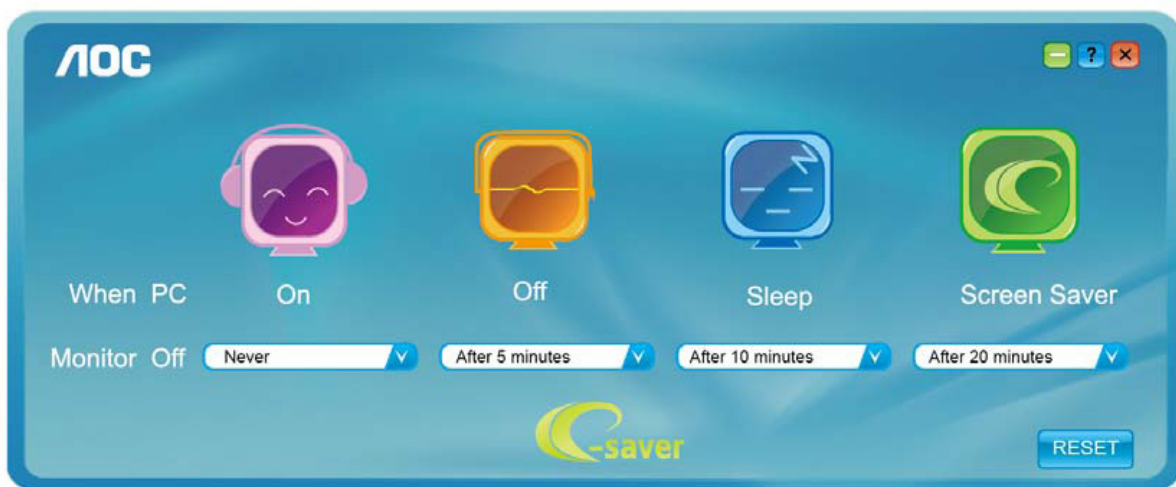 AOC
?
When PC On Off Sleep Screen Saver
Monitor Off Never After 5 minutes After 10 minutes After 20 minutes
e-saver
RESET